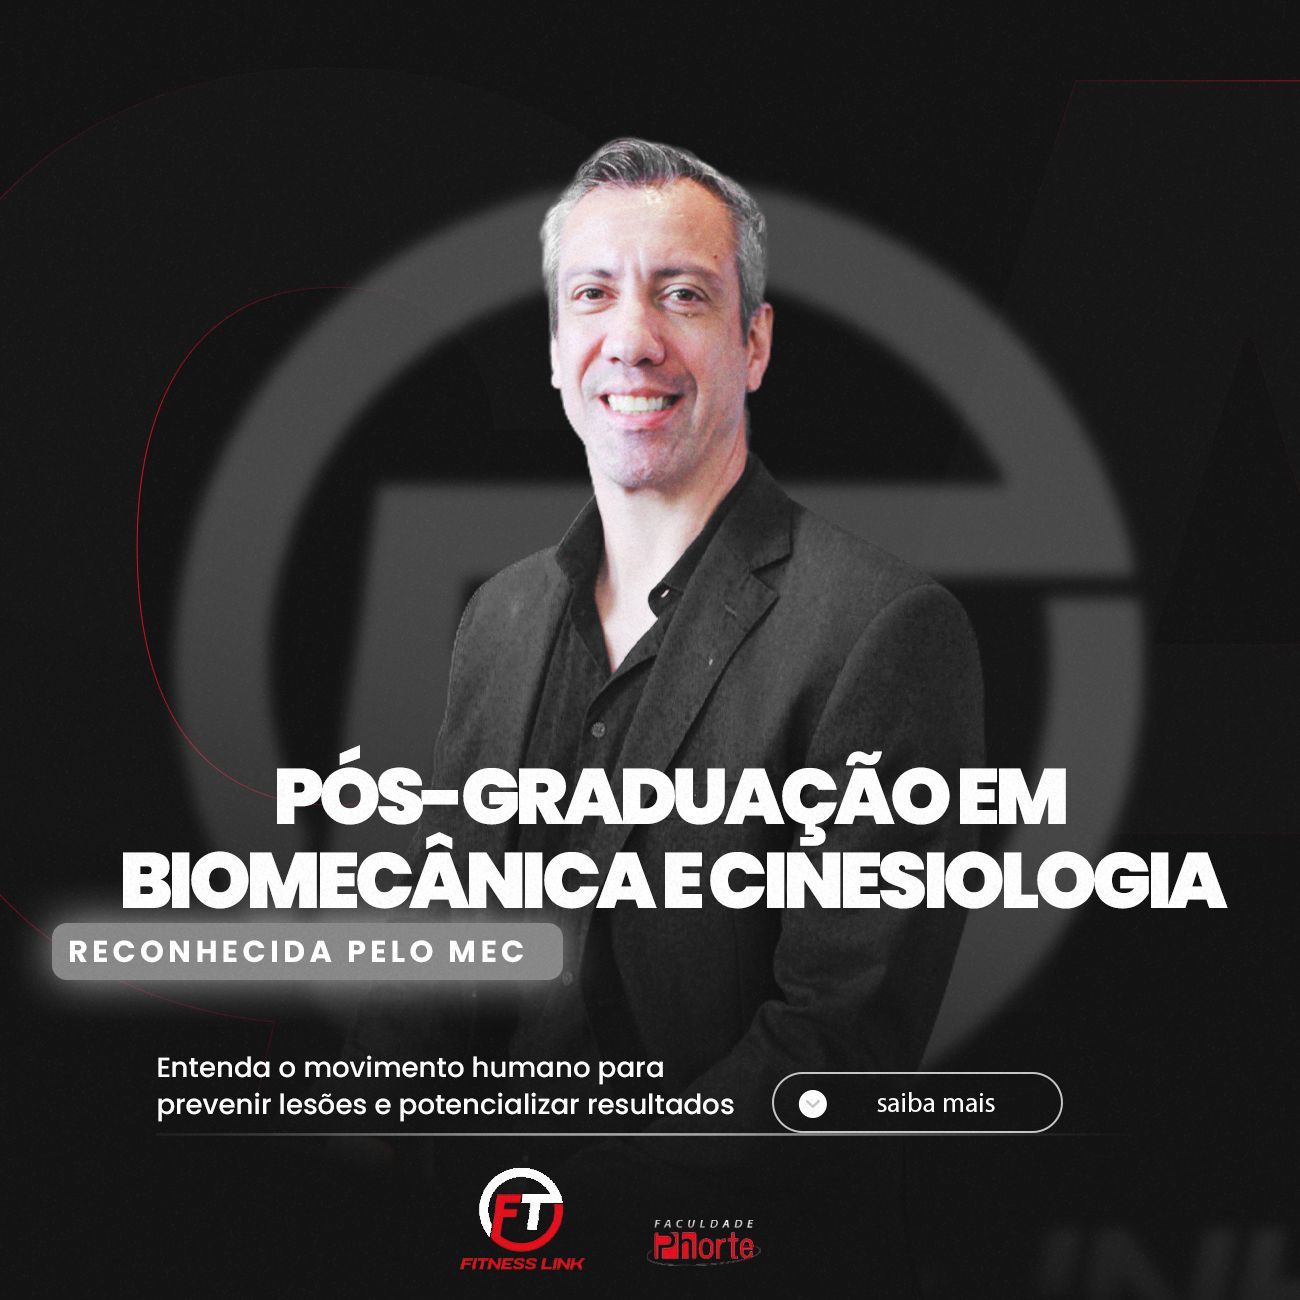 PÓS-GRADUAÇÃO EM
BIOMECÂNICA E CINESIOLOGIA
RECONHECIDA PELO MEC
Entenda o movimento humano para
prevenir lesões e potencializar resultados
saiba mais
FT
FITNESS LINK
FACULDADE
Phorte